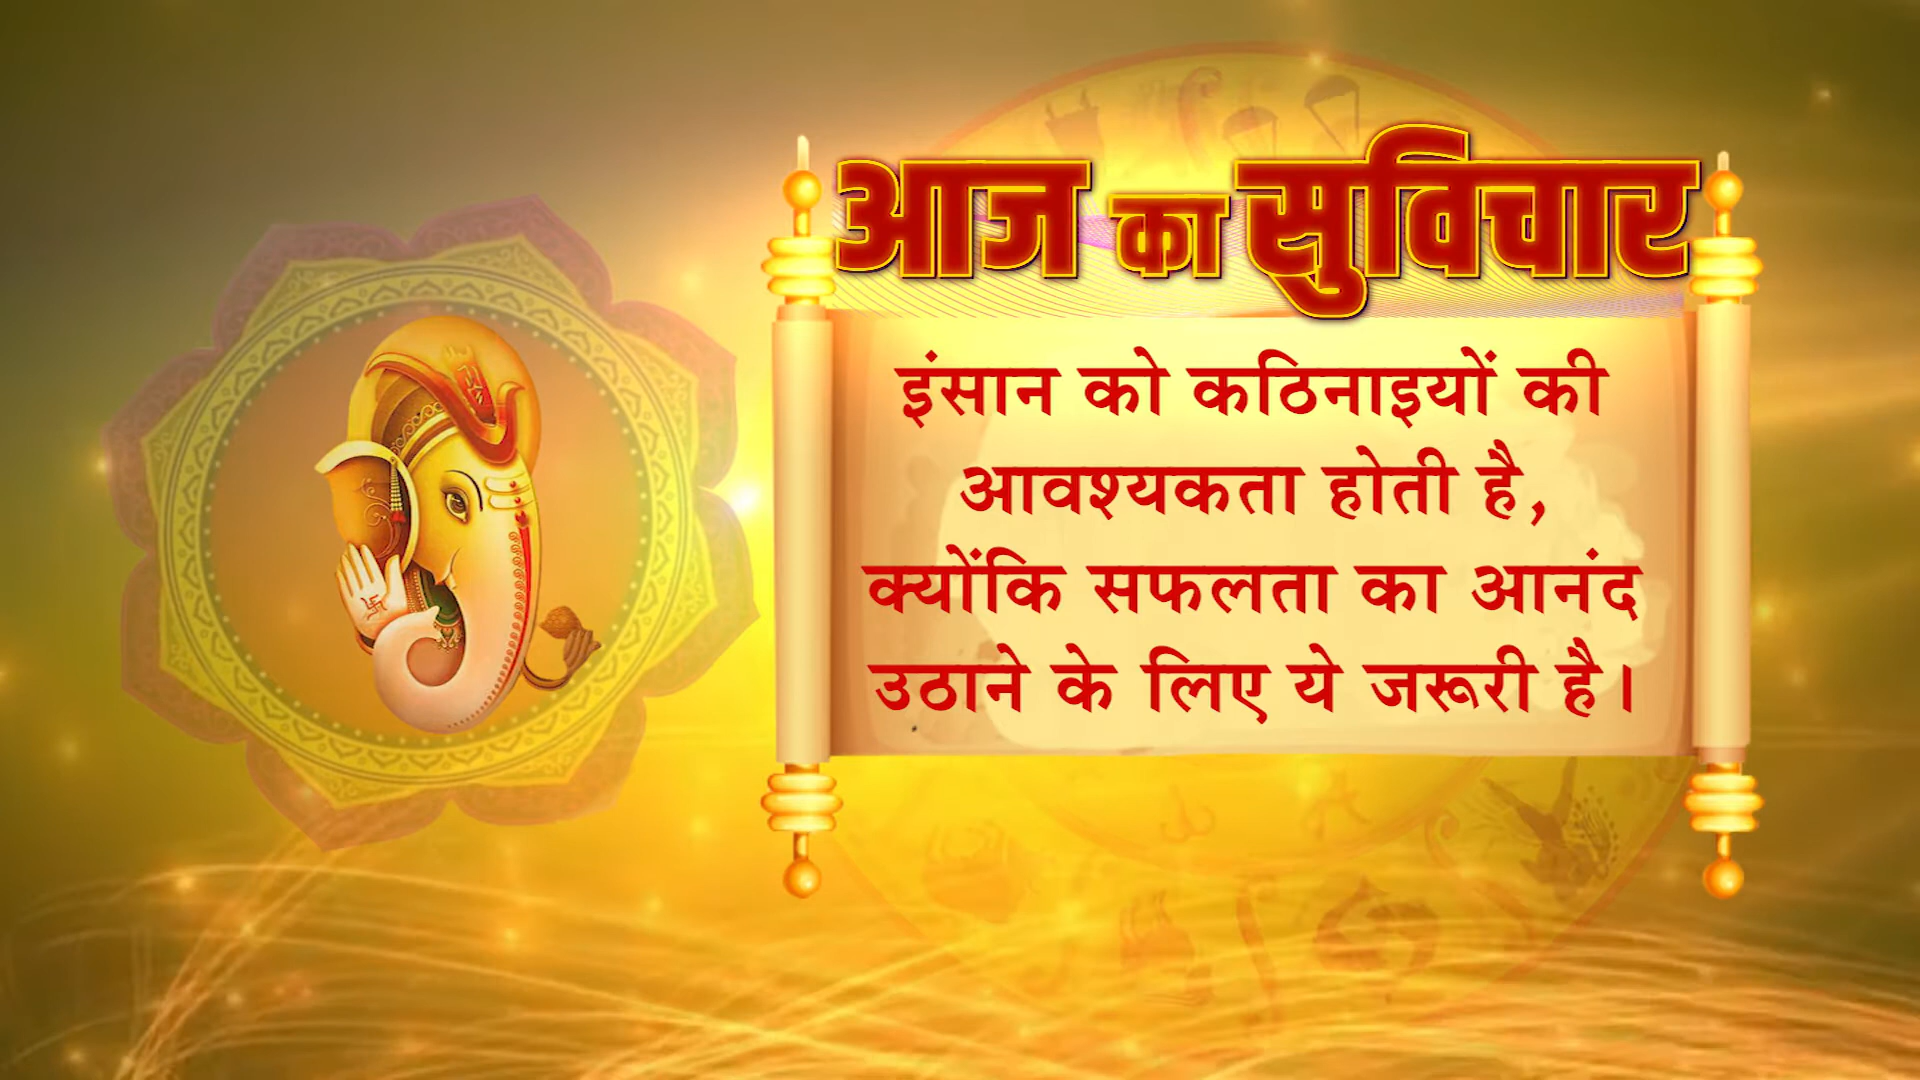 आज का सुविचार
इंसान को कठिनाइयों की
आवश्यकता होती है,
क्योंकि सफलता का आनंद
उठाने के लिए ये जरूरी है।